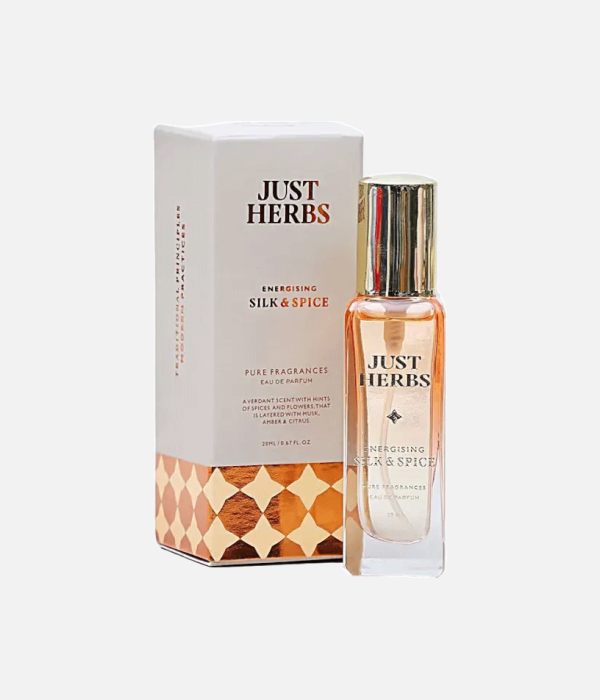 JUST
HERBS
ENERGISING
SILK & SPICE
PURE FRAGRANCES
EAU DE PARFUM
A VERDANT SCENT WITH HINTS
OF SPICES AND FLOWERS, THAT
IS LAYERED WITH MUSK,
AMBER & CITRUS.
20ML / 0.67 FL. OZ
TRADITIONAL PRINCIPLES
MODERN PRACTICES
JUST
HERBS
ENERGISING
SILK & SPICE
PURE FRAGRANCES
EAU DE PARFUM